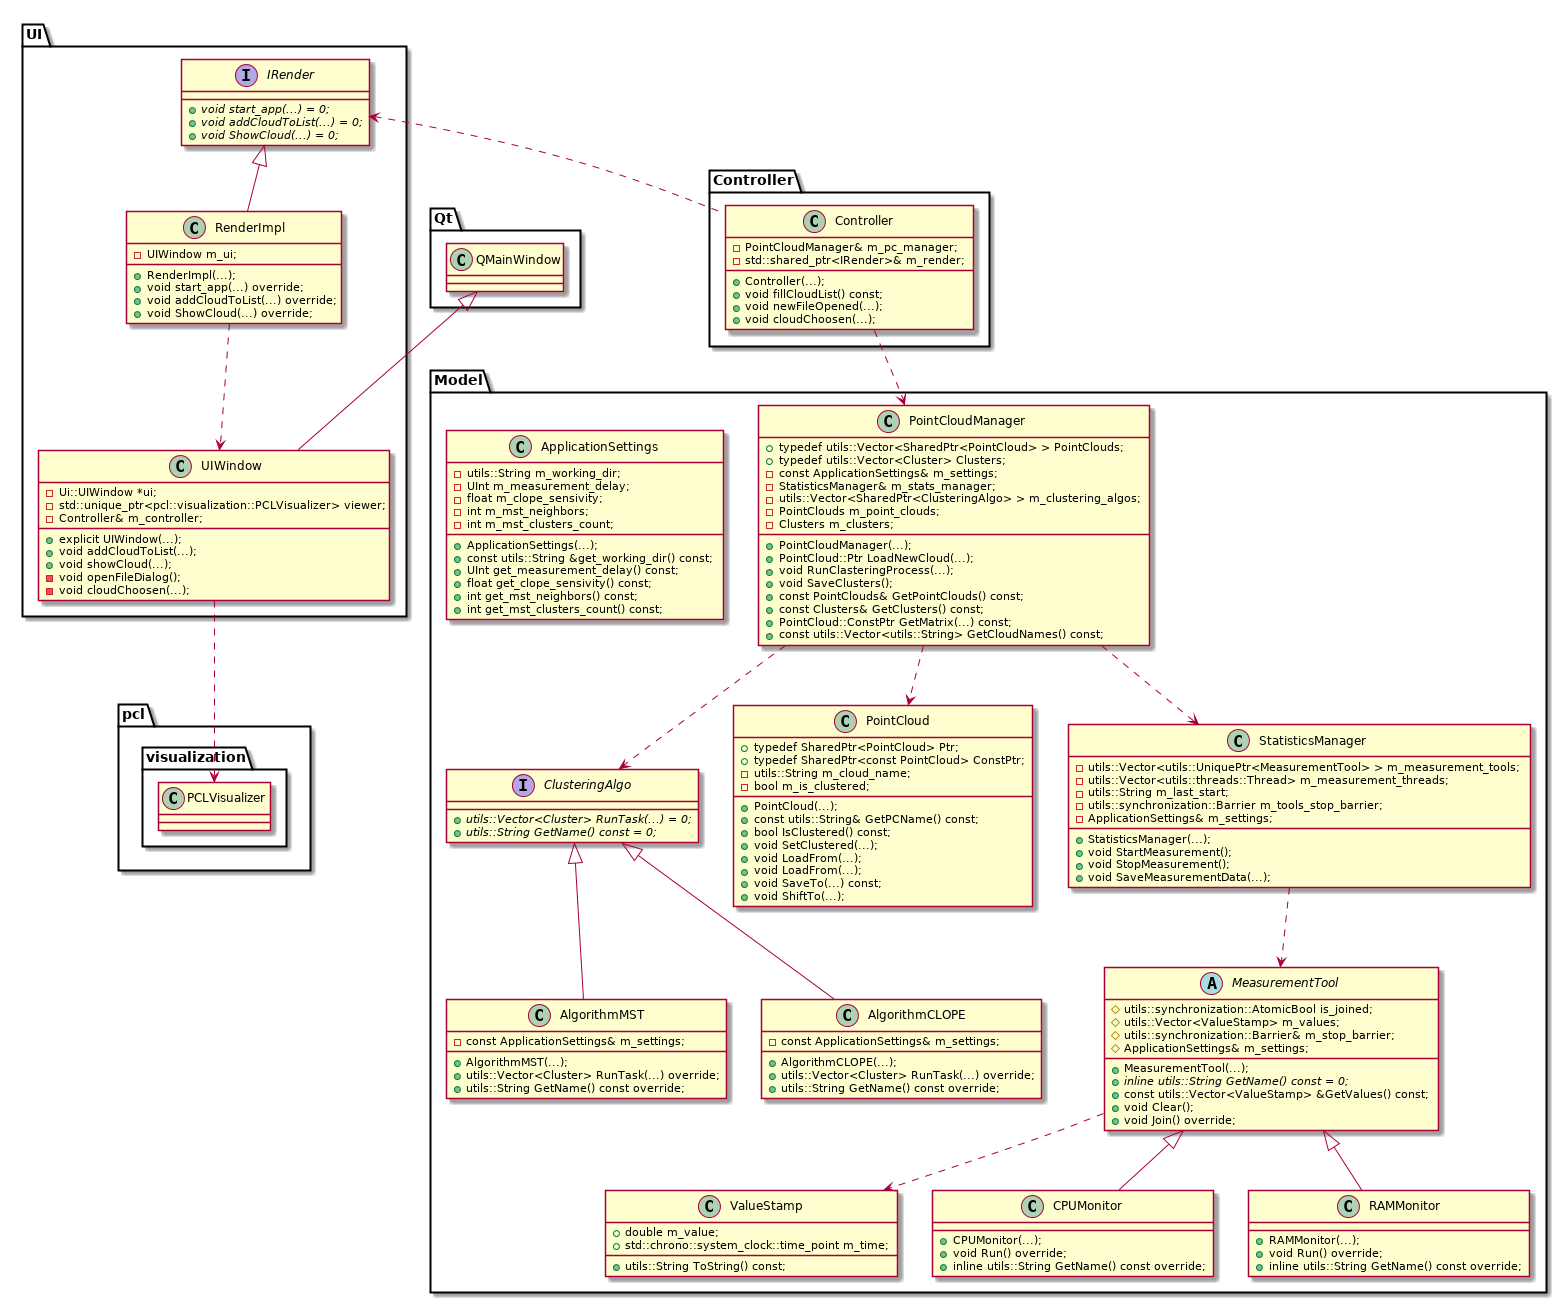 UI
I IRender
void start_app(...) = 0;
void addCloudToList(...) = 0;
void ShowCloud(...) = 0;
C RenderImpl
UIWindow m_ui;
RenderImpl(...);
void start_app(...) override;
void addCloudToList(...) override;
void ShowCloud(...) override;
C UIWindow
Ui::UIWindow *ui;
std::unique_ptr<pcl::visualization::PCLVisualizer> viewer;
Controller& m_controller;
explicit UIWindow(...);
void addCloudToList(...);
void showCloud(...);
void openFileDialog();
void cloudChoosen(...);
Qt
C QMainWindow
Controller
C Controller
PointCloudManager& m_pc_manager;
std::shared_ptr<IRender>& m_render;
Controller(...);
void fillCloudList() const;
void newFileOpened(...);
void cloudChoosen(...);
pcl
visualization
C PCLVisualizer
Model
C ApplicationSettings
utils::String m_working_dir;
UInt m_measurement_delay;
float m_clope_sensivity;
int m_mst_neighbors;
int m_mst_clusters_count;
ApplicationSettings(...);
const utils::String &get_working_dir() const;
UInt get_measurement_delay() const;
float get_clope_sensivity() const;
int get_mst_neighbors() const;
int get_mst_clusters_count() const;
C PointCloudManager
typedef utils::Vector<SharedPtr<PointCloud> > PointClouds;
typedef utils::Vector<Cluster> Clusters;
const ApplicationSettings& m_settings;
StatisticsManager& m_stats_manager;
utils::Vector<SharedPtr<ClusteringAlgo> > m_clustering_algos;
PointClouds m_point_clouds;
Clusters m_clusters;
PointCloudManager(...);
PointCloud::Ptr LoadNewCloud(...);
void RunClasteringProcess(...);
void SaveClusters();
const PointClouds& GetPointClouds() const;
const Clusters& GetClusters() const;
PointCloud::ConstPtr GetMatrix(...) const;
const utils::Vector<utils::String> GetCloudNames() const;
I ClusteringAlgo
utils::Vector<Cluster> RunTask(...) = 0;
utils::String GetName() const = 0;
C PointCloud
typedef SharedPtr<PointCloud> Ptr;
typedef SharedPtr<const PointCloud> ConstPtr;
utils::String m_cloud_name;
bool m_is_clustered;
PointCloud(...);
const utils::String& GetPCName() const;
bool IsClustered() const;
void SetClustered(...);
void LoadFrom(...);
void LoadFrom(...);
void SaveTo(...) const;
void ShiftTo(...);
C StatisticsManager
utils::Vector<utils::UniquePtr<MeasurementTool> > m_measurement_tools;
utils::Vector<utils::threads::Thread> m_measurement_threads;
utils::String m_last_start;
utils::synchronization::Barrier m_tools_stop_barrier;
ApplicationSettings& m_settings;
StatisticsManager(...);
void StartMeasurement();
void StopMeasurement();
void SaveMeasurementData(...);
C AlgorithmMST
const ApplicationSettings& m_settings;
AlgorithmMST(...);
utils::Vector<Cluster> RunTask(...) override;
utils::String GetName() const override;
C AlgorithmCLOPE
const ApplicationSettings& m_settings;
AlgorithmCLOPE(...);
utils::Vector<Cluster> RunTask(...) override;
utils::String GetName() const override;
A MeasurementTool
utils::synchronization::AtomicBool is_joined;
utils::Vector<ValueStamp> m_values;
utils::synchronization::Barrier& m_stop_barrier;
ApplicationSettings& m_settings;
MeasurementTool(...);
inline utils::String GetName() const = 0;
const utils::Vector<ValueStamp> &GetValues() const;
void Clear();
void Join() override;
C ValueStamp
double m_value;
std::chrono::system_clock::time_point m_time;
utils::String ToString() const;
C CPUMonitor
CPUMonitor(...);
void Run() override;
inline utils::String GetName() const override;
C RAMMonitor
RAMMonitor(...);
void Run() override;
inline utils::String GetName() const override;